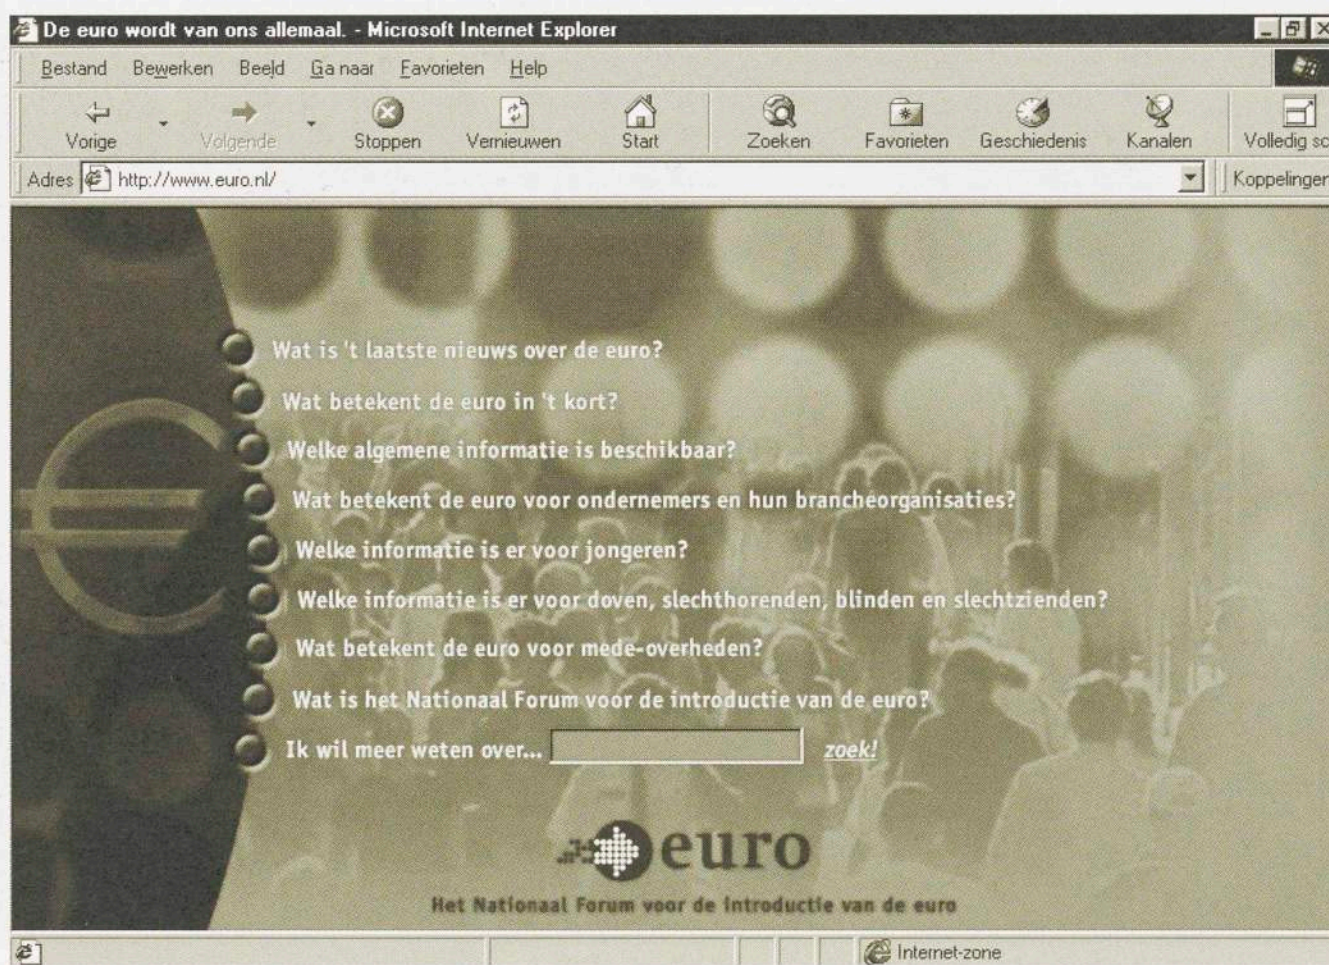 De euro wordt van ons allemaal. - Microsoft Internet Explorer
Bestand Bewerken Beeld Ga naar Favorieten Help
Vorige Volgende Stoppen Vernieuwen Start Zoeken Favorieten Geschiedenis Kanalen Volledig sc
Adres http://www.euro.nl/ Koppelingen
Wat is 't laatste nieuws over de euro?
Wat betekent de euro in 't kort?
Welke algemene informatie is beschikbaar?
Wat betekent de euro voor ondernemers en hun brancheorganisaties?
Welke informatie is er voor jongeren?
Welke informatie is er voor doven, slechthorenden, blinden en slechtzienden?
Wat betekent de euro voor mede-overheden?
Wat is het Nationaal Forum voor de introductie van de euro?
Ik wil meer weten over... zoek!
euro
Het Nationaal Forum voor de introductie van de euro
Internet-zone